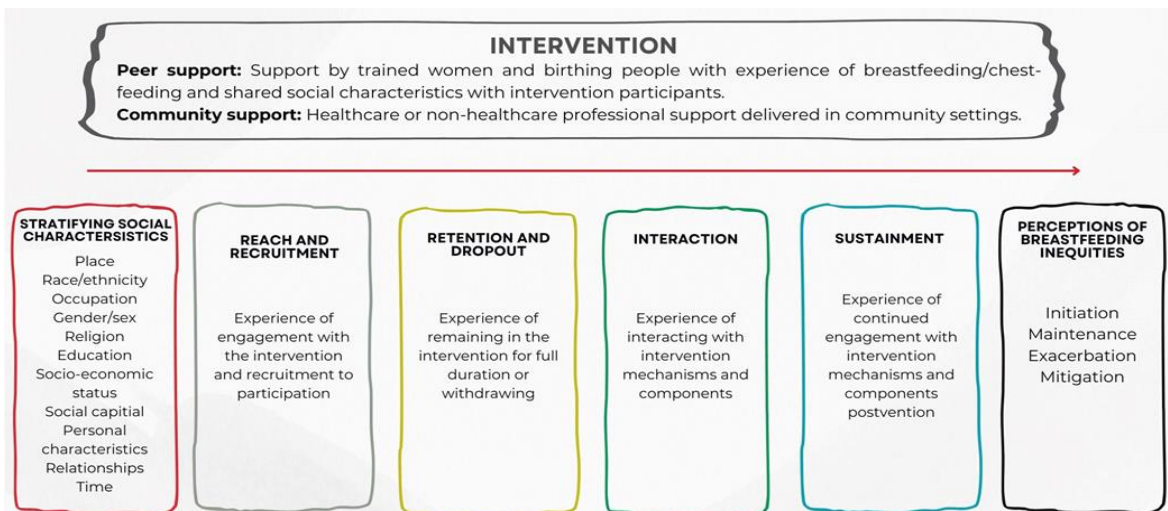 INTERVENTION
Peer support: Support by trained women and birthing people with experience of breastfeeding/chest-
feeding and shared social characteristics with intervention participants.
Community support: Healthcare or non-healthcare professional support delivered in community settings.
STRATIFYING SOCIAL
CHARACTERSISTICS
Place
Race/ethnicity
Occupation
Gender/sex
Religion
Education
Socio-economic
status
Social capitial
Personal
characteristics
Relationships
Time
REACH AND
RECRUITMENT
Experience of
engagement with
the intervention
and recruitment to
participation
RETENTION AND
DROPOUT
Experience of
remaining in the
intervention for full
duration or
withdrawing
INTERACTION
Experience of
interacting with
intervention
mechanisms and
components
SUSTAINMENT
Experience of
continued
engagement with
intervention
mechanisms and
components
postvention
PERCEPTIONS OF
BREASTFEEDING
INEQUITIES
Initiation
Maintenance
Exacerbation
Mitigation